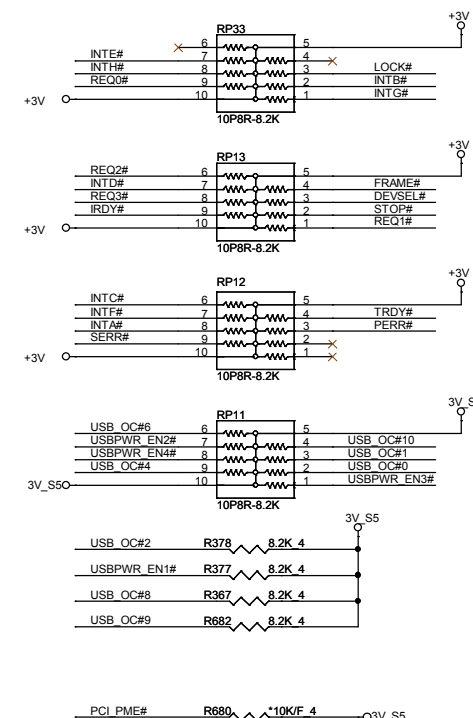 RP33
+3V
6 5
INTE# 7 4
INTH# 8 3 LOCK#
REQ0# 9 2 INTB#
+3V 10 1 INTG#
10P8R-8.2K
RP13
+3V
REQ2# 6 5
INTD# 7 4 FRAME#
REQ3# 8 3 DEVSEL#
IRDY# 9 2 STOP#
+3V 10 1 REQ1#
10P8R-8.2K
RP12
+3V
INTC# 6 5
INTF# 7 4 TRDY#
INTA# 8 3 PERR#
SERR# 9 2
+3V 10 1
10P8R-8.2K
RP11
3V_S
USB_OC#6 6 5
USBPWR_EN2# 7 4 USB_OC#10
USBPWR_EN4# 8 3 USB_OC#1
USB_OC#4 9 2 USB_OC#0
3V_S5 10 1 USBPWR_EN3#
10P8R-8.2K
3V_S5
USB_OC#2 R378 8.2K_4
USBPWR_EN1# R377 8.2K_4
USB_OC#8 R367 8.2K_4
USB_OC#9 R682 8.2K_4
PCI_PME# R680 *10K/F_4 3V_S5